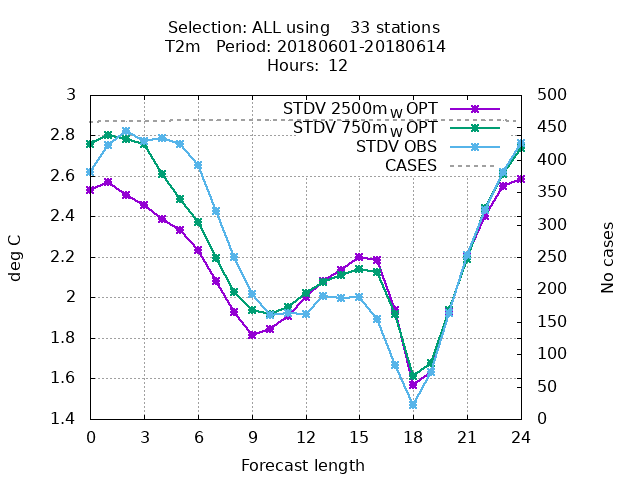 Selection: ALL using 33 stations
T2m Period: 20180601-20180614
Hours: 12
STDV 2500m_W OPT
STDV 750m_W OPT
STDV OBS
CASES
3
2.8
2.6
2.4
2.2
2
1.8
1.6
1.4
deg C
500
450
400
350
300
250
200
150
100
50
0
No cases
0 3 6 9 12 15 18 21 24
Forecast length